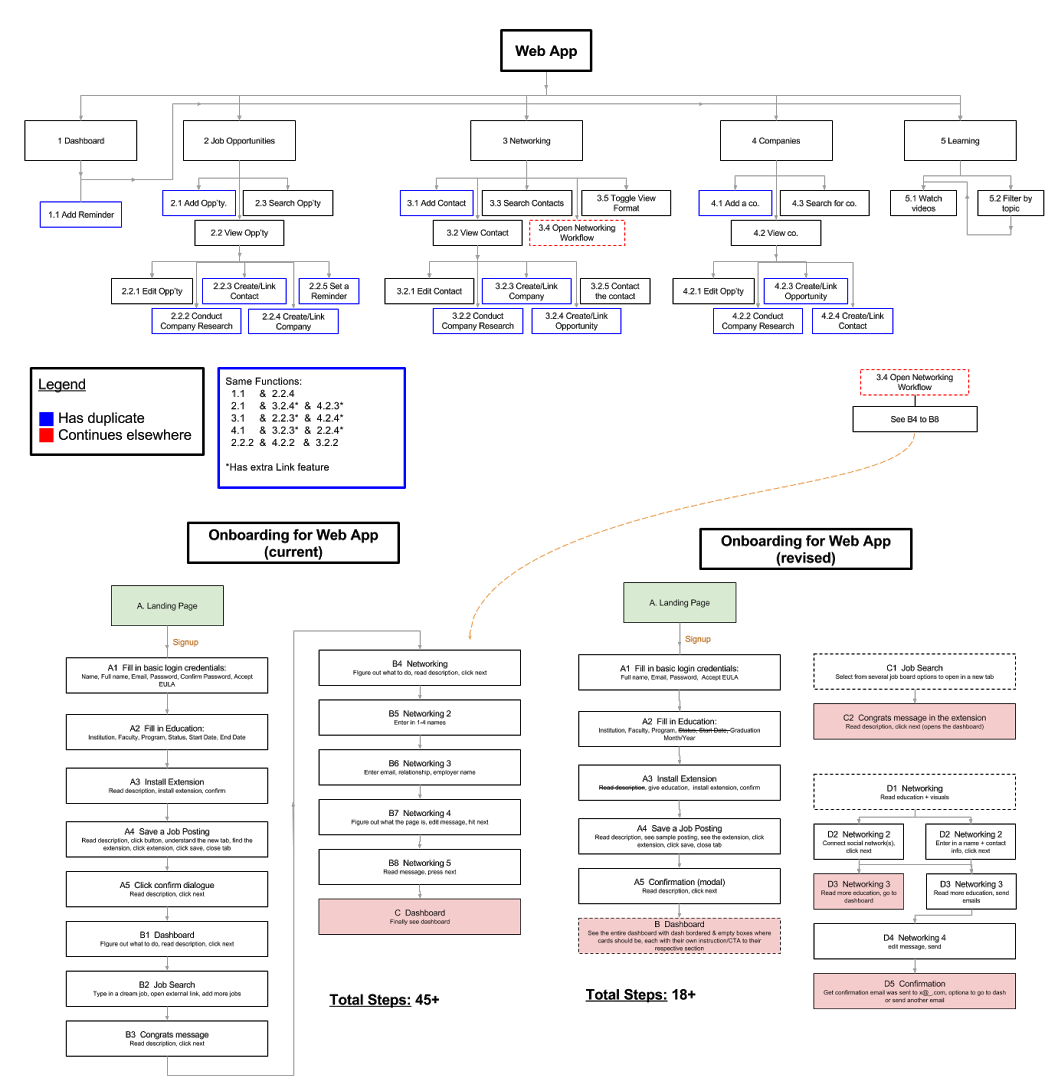 Web App
1 Dashboard
2 Job Opportunities
3 Networking
4 Companies
5 Learning
1.1 Add Reminder
2.1 Add Opp'ty.
2.3 Search Opp'ty
2.2 View Opp'ty
3.1 Add Contact
3.3 Search Contacts
3.5 Toggle View
Format
3.2 View Contact
3.4 Open Networking
Workflow
4.1 Add a co.
4.3 Search for co.
4.2 View co.
5.1 Watch
videos
5.2 Filter by
topic
2.2.1 Edit Opp'ty
2.2.3 Create/Link
Contact
2.2.5 Set a
Reminder
2.2.2 Conduct
Company Research
2.2.4 Create/Link
Company
3.2.1 Edit Contact
3.2.3 Create/Link
Company
3.2.5 Contact
the contact
3.2.2 Conduct
Company Research
3.2.4 Create/Link
Opportunity
4.2.1 Edit Opp'ty
4.2.3 Create/Link
Opportunity
4.2.2 Conduct
Company Research
4.2.4 Create/Link
Contact
Legend
Has duplicate
Continues elsewhere
Same Functions:
1.1 & 2.2.4
2.1 & 3.2.4* & 4.2.3*
3.1 & 2.2.3* & 4.2.4*
4.1 & 3.2.3* & 2.2.4*
2.2.2 & 4.2.2 & 3.2.2
*Has extra Link feature
3.4 Open Networking
Workflow
See B4 to B8
Onboarding for Web App
(current)
A. Landing Page
Signup
A1 Fill in basic login credentials:
Name, Full name, Email, Password, Confirm Password, Accept
EULA
A2 Fill in Education:
Institution, Faculty, Program, Status, Start Date, End Date
A3 Install Extension
Read description, install extension, confirm
A4 Save a Job Posting
Read description, click button, understand the new tab, find the
extension, click extension, click save, close tab
A5 Click confirm dialogue
Read description, click next
B1 Dashboard
FIgure out what to do, read description, click next
B2 Job Search
Type in a dream job, open external link, add more jobs
B3 Congrats message
Read description, click next
B4 Networking
FIgure out what to do, read description, click next
B5 Networking 2
Enter in 1-4 names
B6 Networking 3
Enter email, relationship, employer name
B7 Networking 4
Figure out what the page is, edit message, hit next
B8 Networking 5
Read message, press next
C Dashboard
Finally see dashboard
Total Steps: 45+
Onboarding for Web App
(revised)
A. Landing Page
Signup
A1 Fill in basic login credentials:
Full name, Email, Password, Accept EULA
A2 Fill in Education:
Institution, Faculty, Program, Status, Start Date, Graduation
Month/Year
A3 Install Extension
Read description, give education, install extension, confirm
A4 Save a Job Posting
Read description, see sample posting, see the extension, click
extension, click save, close tab
A5 Confirmation (modal)
Read description, click next
B Dashboard
See the entire dashboard with dash bordered & empty boxes where
cards should be, each with their own instruction/CTA to their
respective section
Total Steps: 18+
C1 Job Search
Select from several job board options to open in a new tab
C2 Congrats message in the extension
Read description, click next (opens the dashboard)
D1 Networking
Read education + visuals
D2 Networking 2
Connect social network(s),
click next
D2 Networking 2
Enter in a name + contact
info, click next
D3 Networking 3
Read more education, go to
dashboard
D3 Networking 3
Read more education, send
emails
D4 Networking 4
edit message, send
D5 Confirmation
Get confirmation email was sent to x@_.com, optiona to go to dash
or send another email